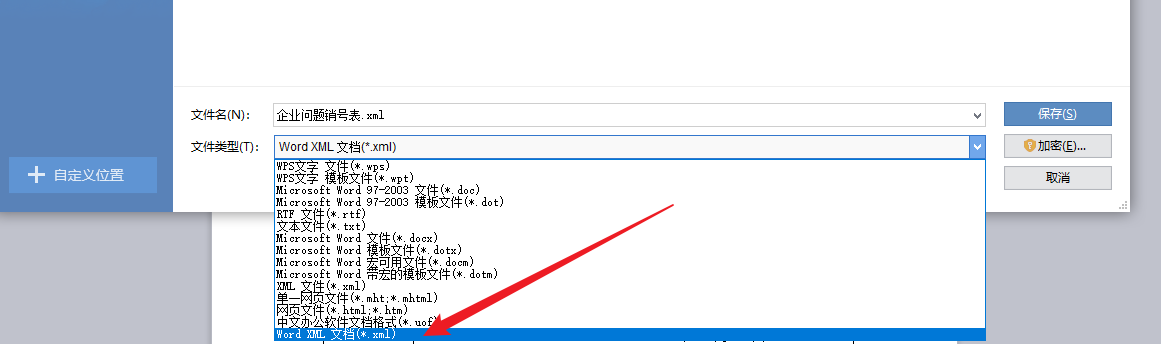 文件名(N)：
企业问题销号表.xml
保存(S)
文件类型(T)：
Word XML 文档(*.xml)
加密(E)...
取消
自定义位置
WPS文字 文件(*.wps)
WPS文字 模板文件(*.wpt)
Microsoft Word 97-2003 文件(*.doc)
Microsoft Word 97-2003 模板文件(*.dot)
RTF 文件(*.rtf)
文本文件(*.txt)
Microsoft Word 文件(*.docx)
Microsoft Word 模板文件(*.dotx)
Microsoft Word 宏可用文件(*.docm)
Microsoft Word 带宏的模板文件(*.dotm)
XML 文件(*.xml)
单一网页文件(*.mht;*.mhtml)
网页文件(*.html;*.htm)
中文办公软件文档格式(*.uof)
Word XML 文档(*.xml)